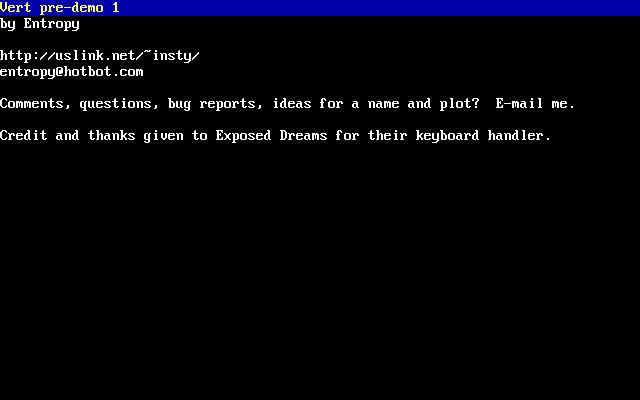 Vert pre-demo 1
by Entropy
http://uslink.net/~insty/
entropy@hotbot.com
Comments, questions, bug reports, ideas for a name and plot?  E-mail me.
Credit and thanks given to Exposed Dreams for their keyboard handler.